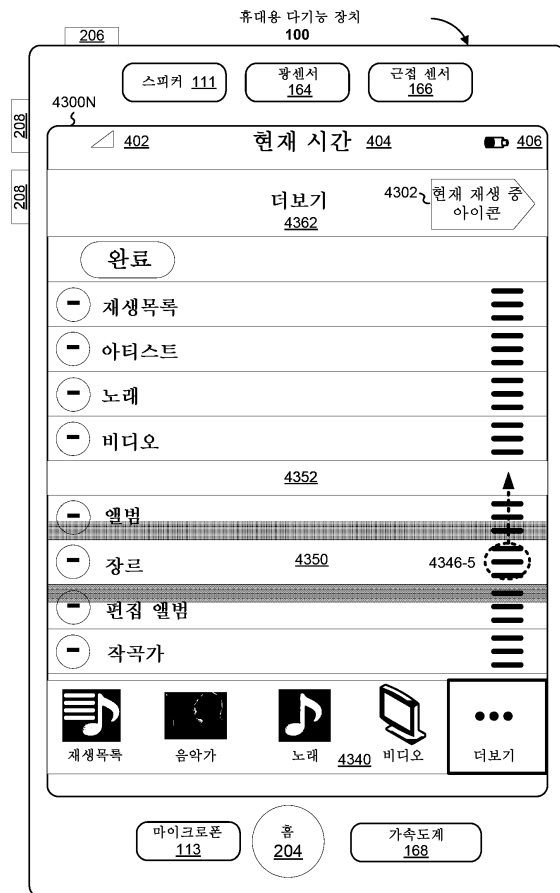 휴대용 다기능 장치
100
206
스피커 111
광센서
164
근접 센서
166
4300N
208
208
402
현재 시간 404
406
더보기
4362
4302
현재 재생 중
아이콘
완료
재생목록
아티스트
노래
비디오
4352
앨범
장르
4350
4346-5
편집 앨범
작곡가
재생목록
음악가
노래
4340
비디오
더보기
마이크로폰
113
홈
204
가속도계
168